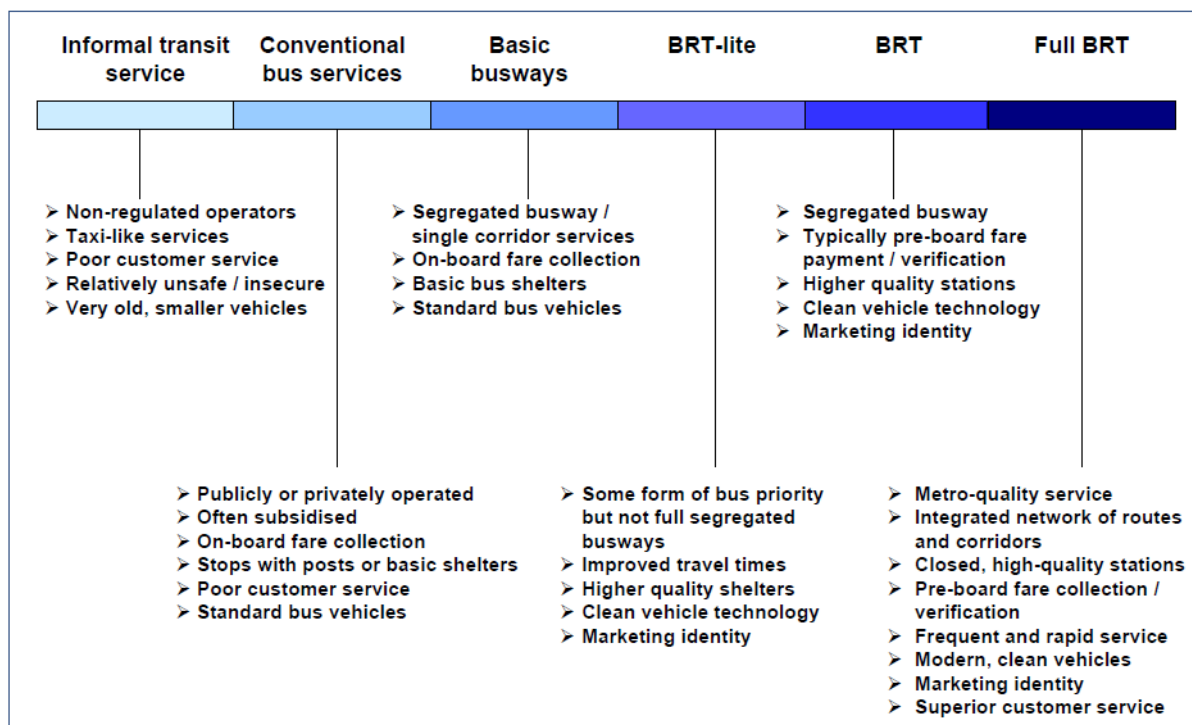 Informal transit
service
Conventional
bus services
Basic
busways
BRT-lite
BRT
Full BRT
➤ Non-regulated operators
➤ Taxi-like services
➤ Poor customer service
➤ Relatively unsafe / insecure
➤ Very old, smaller vehicles
➤ Segregated busway /
single corridor services
➤ On-board fare collection
➤ Basic bus shelters
➤ Standard bus vehicles
➤ Segregated busway
➤ Typically pre-board fare
payment / verification
➤ Higher quality stations
➤ Clean vehicle technology
➤ Marketing identity
➤ Publicly or privately operated
➤ Often subsidised
➤ On-board fare collection
➤ Stops with posts or basic shelters
➤ Poor customer service
➤ Standard bus vehicles
➤ Some form of bus priority
but not full segregated
busways
➤ Improved travel times
➤ Higher quality shelters
➤ Clean vehicle technology
➤ Marketing identity
➤ Metro-quality service
➤ Integrated network of routes
and corridors
➤ Closed, high-quality stations
➤ Pre-board fare collection /
verification
➤ Frequent and rapid service
➤ Modern, clean vehicles
➤ Marketing identity
➤ Superior customer service